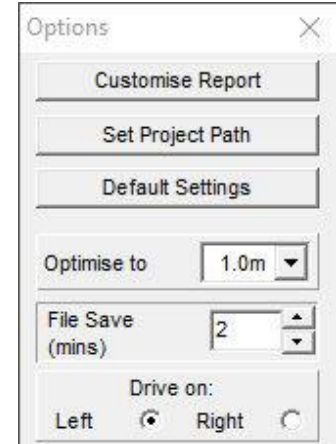 Options
Customise Report
Set Project Path
Default Settings
Optimise to 1.0m
File Save 2
(mins)
Drive on:
Left Right